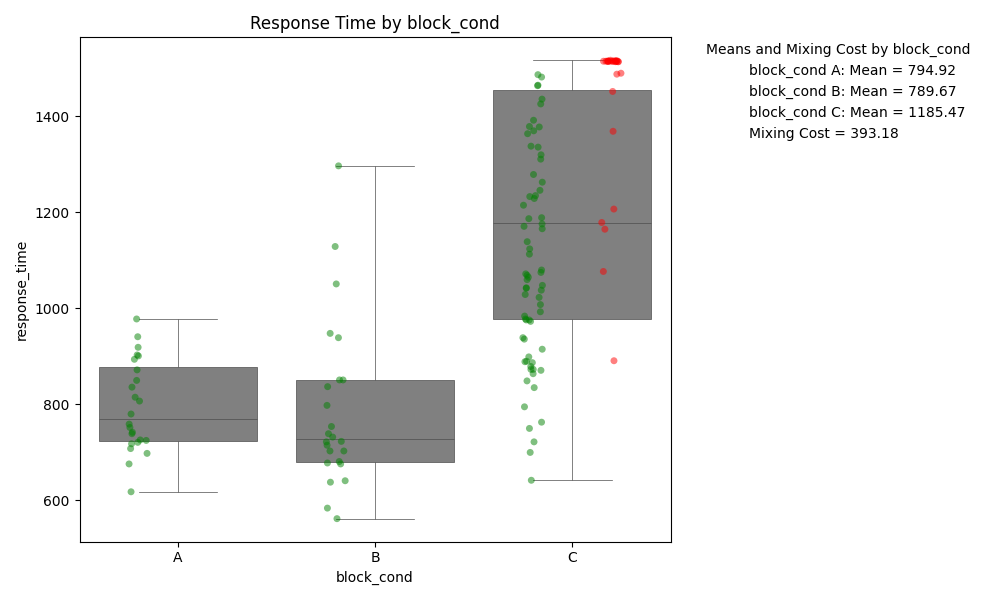 Response Time by block_cond
Means and Mixing Cost by block_cond
block_cond A: Mean = 794.92
block_cond B: Mean = 789.67
block_cond C: Mean = 1185.47
Mixing Cost = 393.18
response_time
1400
1200
1000
800
600
A
B
C
block_cond